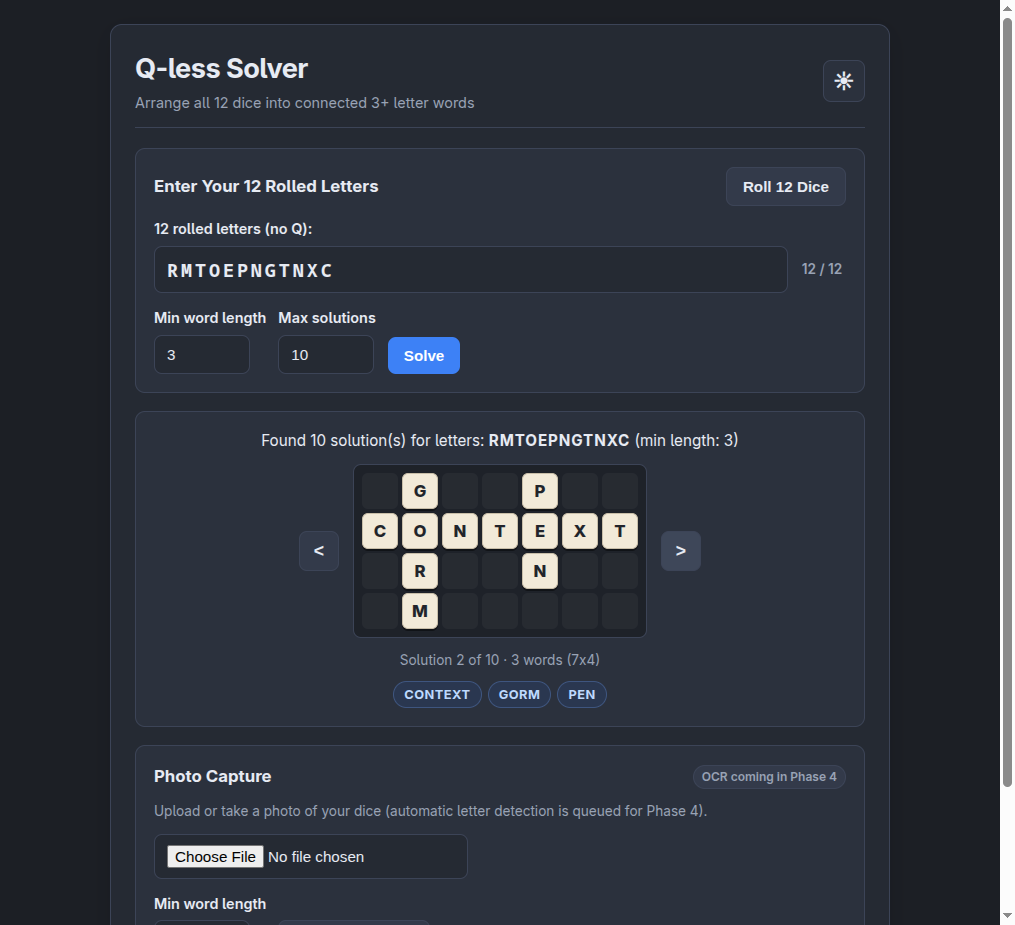 Q-less Solver
Arrange all 12 dice into connected 3+ letter words
☀
Enter Your 12 Rolled Letters
Roll 12 Dice
12 rolled letters (no Q):
RMTOEPNGTNXC
12 / 12
Min word length Max solutions
3 10 Solve
Found 10 solution(s) for letters: RMTOEPNGTNXC (min length: 3)
G P
C O N T E X T
< >
R N
M
Solution 2 of 10 · 3 words (7x4)
CONTEXT GORM PEN
Photo Capture
OCR coming in Phase 4
Upload or take a photo of your dice (automatic letter detection is queued for Phase 4).
Choose File No file chosen
Min word length